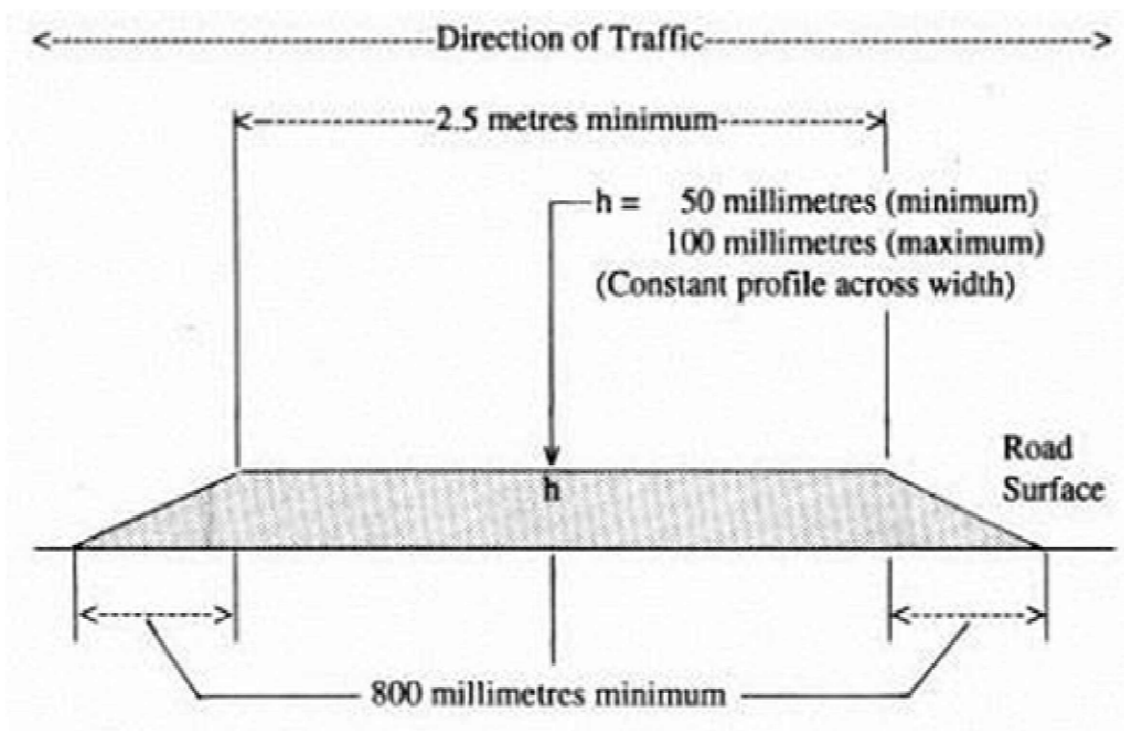 Direction of Traffic
2.5 metres minimum
h = 50 millimetres (minimum)
100 millimetres (maximum)
(Constant profile across width)
Road
Surface
h
800 millimetres minimum